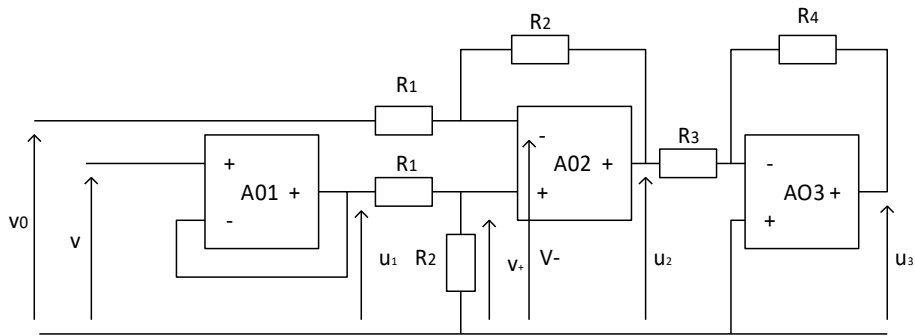 R2
R4
R1
R3
-
A02 +
+
-
AO3 +
+
+
A01 +
-
R1
R2
v0
v
u1
v+
V-
u2
u3